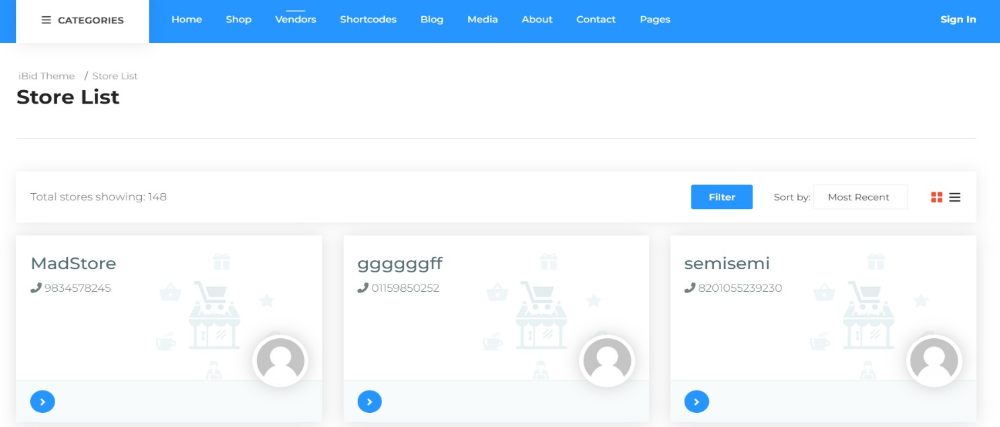 CATEGORIES Home Shop Vendors Shortcodes Blog Media About Contact Pages Sign In
iBid Theme / Store List
Store List
Total stores showing: 148 Filter Sort by: Most Recent
MadStore ggggggff semisemi
9834578245 01159850252 8201055239230